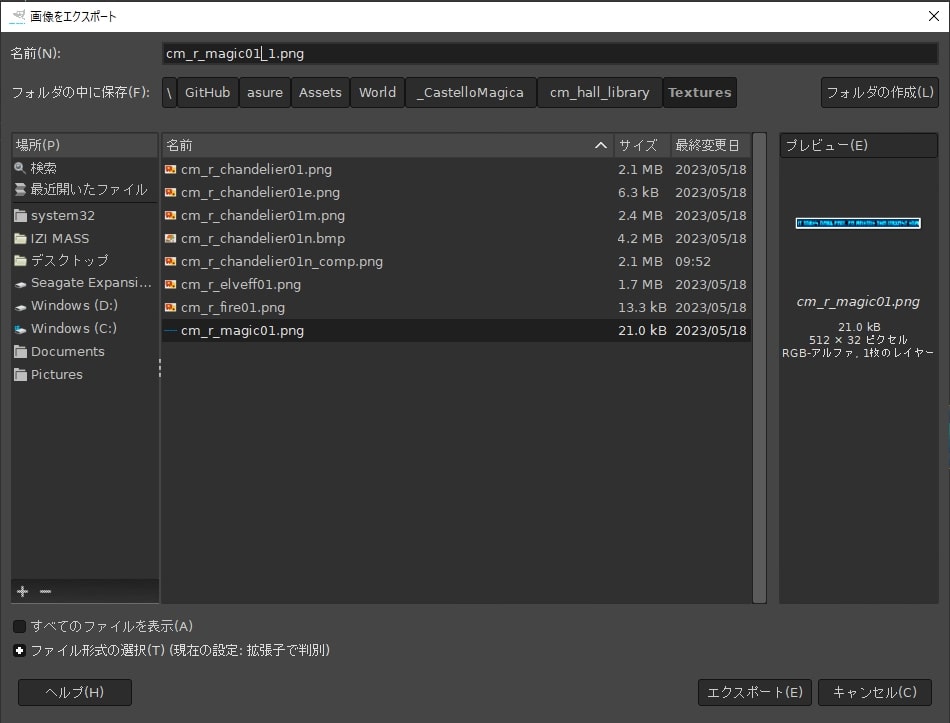 画像をエクスポート
名前(N): cm_r_magic01_1.png
フォルダの中に保存(F): \ GitHub asure Assets World _CastelloMagica cm_hall_library Textures フォルダの作成(L)
場所(P)
検索
最近開いたファイル
system32
IZI MASS
デスクトップ
Seagate Expansi...
Windows (D:)
Windows (C:)
Documents
Pictures
名前 サイズ 最終変更日
cm_r_chandelier01.png 2.1 MB 2023/05/18
cm_r_chandelier01e.png 6.3 kB 2023/05/18
cm_r_chandelier01m.png 2.4 MB 2023/05/18
cm_r_chandelier01n.bmp 4.2 MB 2023/05/18
cm_r_chandelier01n_comp.png 2.1 MB 09:52
cm_r_elveff01.png 1.7 MB 2023/05/18
cm_r_fire01.png 13.3 kB 2023/05/18
cm_r_magic01.png 21.0 kB 2023/05/18
プレビュー(E)
cm_r_magic01.png
21.0 kB
512 × 32 ピクセル
RGB-アルファ, 1枚のレイヤー
すべてのファイルを表示(A)
ファイル形式の選択(T) (現在の設定: 拡張子で判別)
ヘルプ(H) エクスポート(E) キャンセル(C)